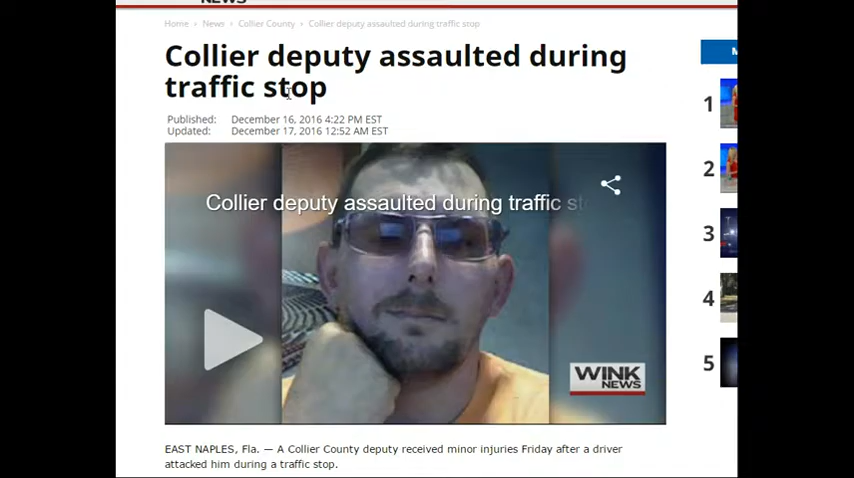 NEWS
Home › News › Collier County › Collier deputy assaulted during traffic stop
Collier deputy assaulted during
traffic stop
Published: December 16, 2016 4:22 PM EST
Updated: December 17, 2016 12:52 AM EST
Collier deputy assaulted during traffic st
WINK
NEWS
EAST NAPLES, Fla. — A Collier County deputy received minor injuries Friday after a driver
attacked him during a traffic stop.
M
1
2
3
4
5